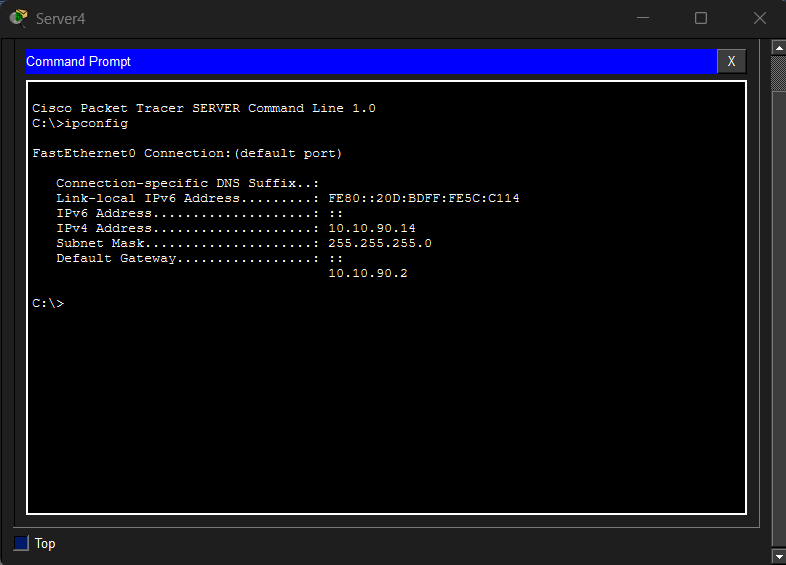 Server4
Command Prompt
X
Cisco Packet Tracer SERVER Command Line 1.0
C:\>ipconfig
FastEthernet0 Connection:(default port)
Connection-specific DNS Suffix..:
Link-local IPv6 Address.........: FE80::20D:BDFF:FE5C:C114
IPv6 Address....................: ::
IPv4 Address....................: 10.10.90.14
Subnet Mask.....................: 255.255.255.0
Default Gateway.................: ::
10.10.90.2
C:\>
Top